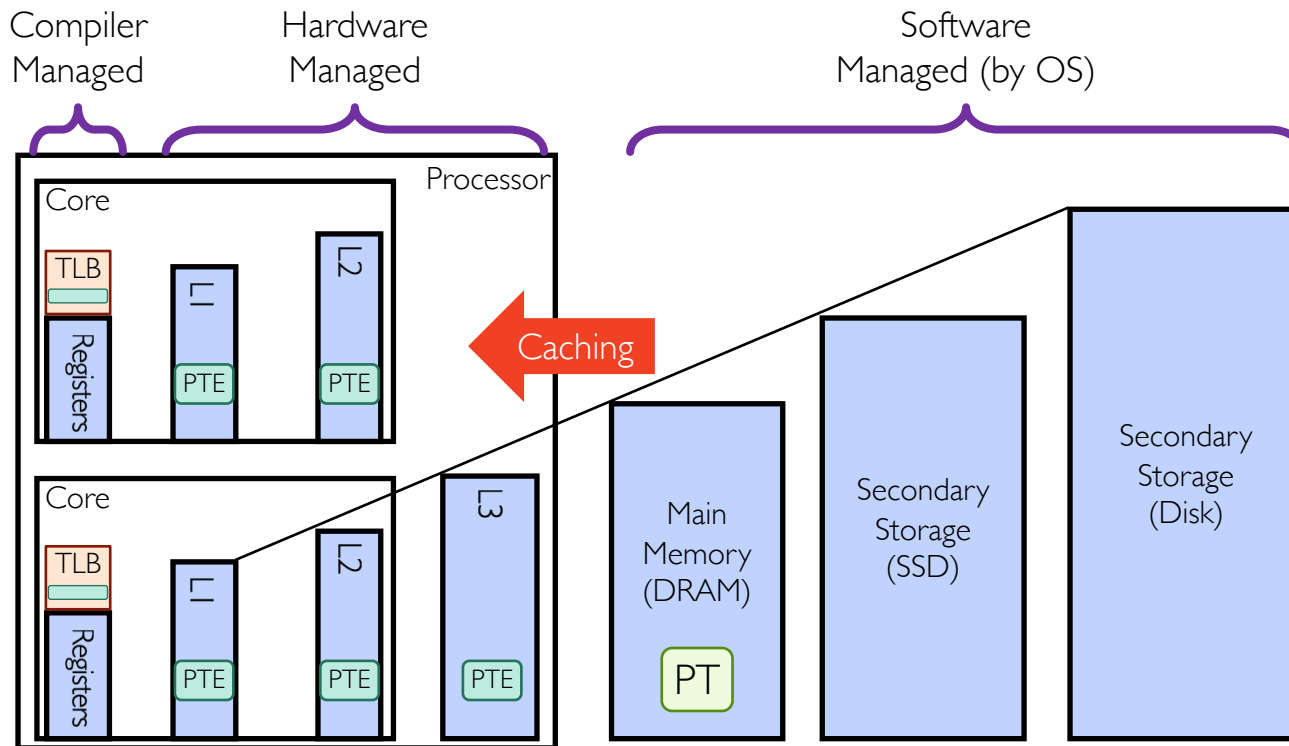 Compiler
Managed
Hardware
Managed
Software
Managed (by OS)
Processor
Core
TLB
Registers
L1
PTE
L2
PTE
Caching
Core
TLB
Registers
L1
PTE
L2
PTE
L3
PTE
Main
Memory
(DRAM)
PT
Secondary
Storage
(SSD)
Secondary
Storage
(Disk)